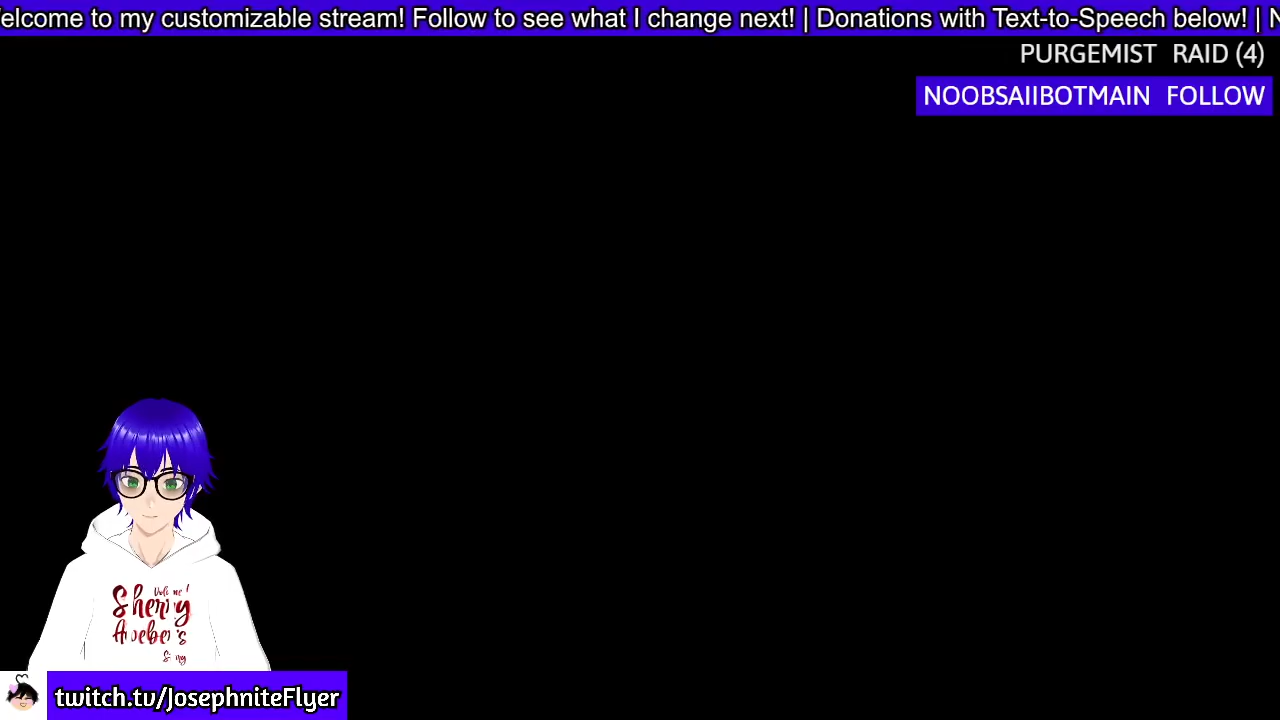 elcome to my customizable stream! Follow to see what I change next! | Donations with Text-to-Speech below! | N
PURGEMIST RAID (4)
NOOBSAIIBOTMAIN FOLLOW
Sherry
twitch.tv/JosephniteFlyer